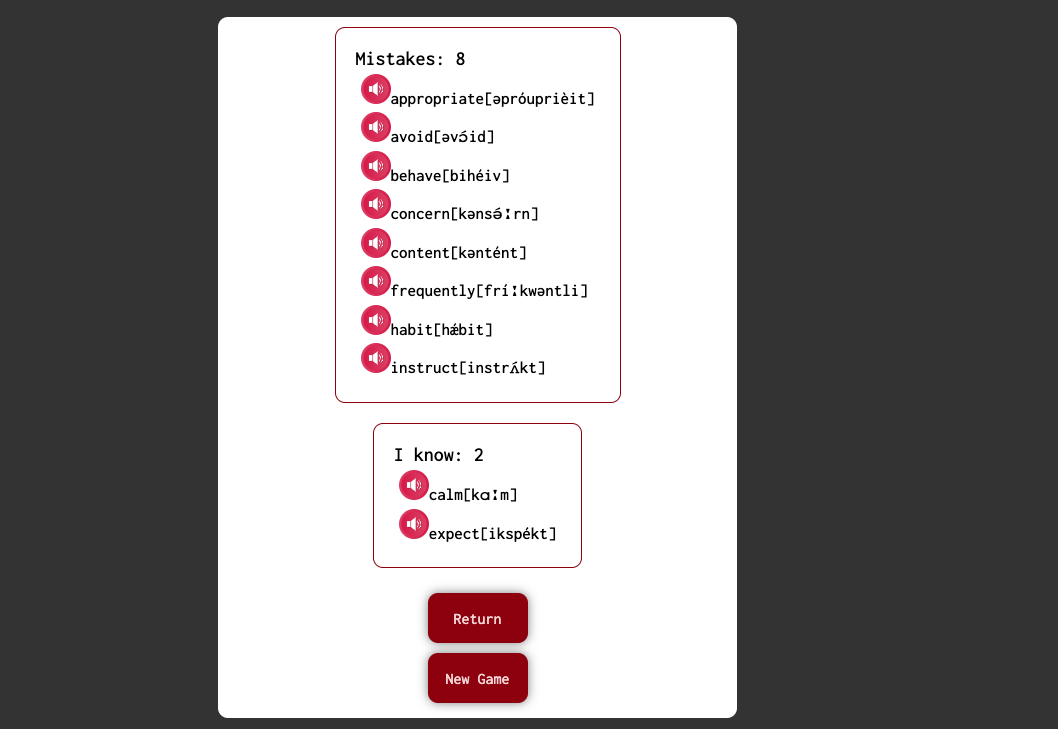 Mistakes: 8
appropriate[əpróuprièit]
avoid[əvɔ́id]
behave[bihéiv]
concern[kənsə́ːrn]
content[kəntént]
frequently[fríːkwəntli]
habit[hǽbit]
instruct[instrʌ́kt]
I know: 2
calm[kɑːm]
expect[ikspékt]
Return
New Game